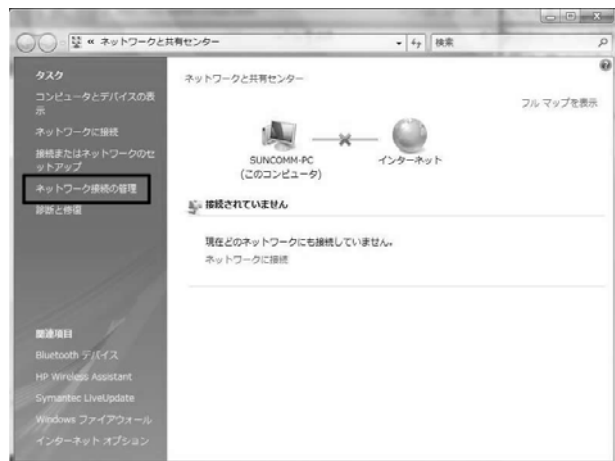 « ネットワークと共有センター
検索
タスク
コンピュータとデバイスの表
示
ネットワークに接続
接続またはネットワークのセ
ットアップ
ネットワーク接続の管理
診断と修復
関連項目
Bluetooth デバイス
HP Wireless Assistant
Symantec LiveUpdate
Windows ファイアウォール
インターネット オプション
ネットワークと共有センター
フル マップを表示
SUNCOMM-PC
(このコンピュータ)
インターネット
接続されていません
現在どのネットワークにも接続していません。
ネットワークに接続